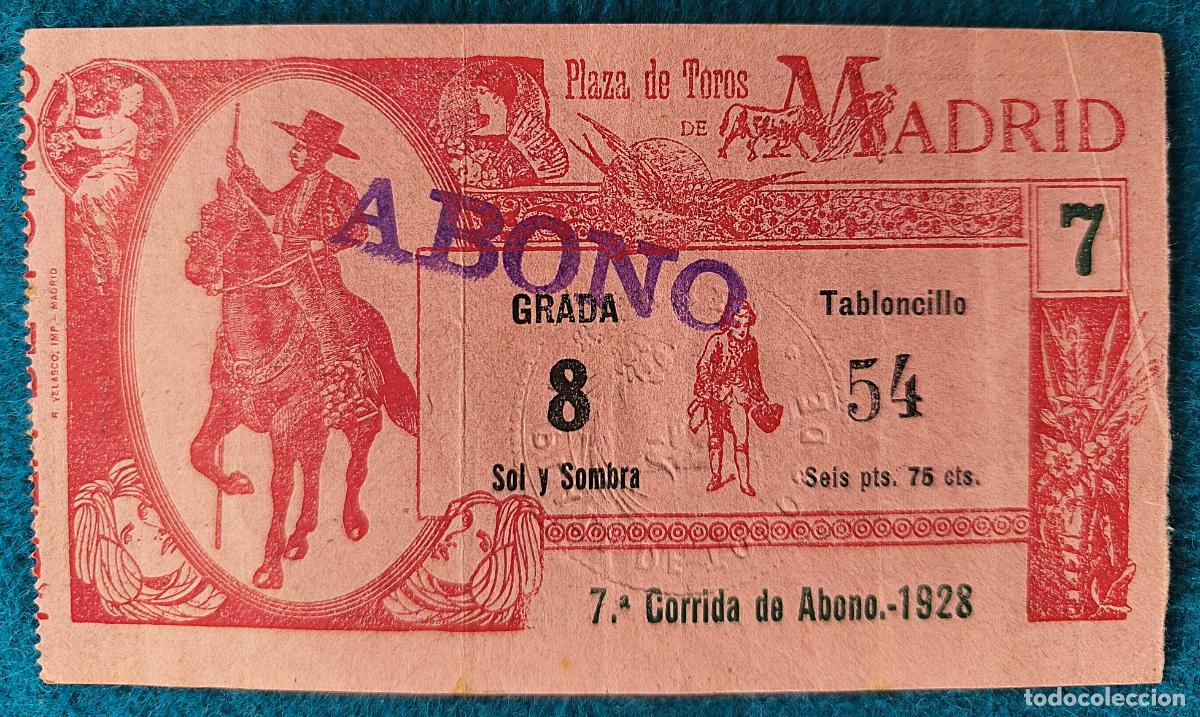 Plaza de Toros
DE MADRID
7
ABONO
GRADA
8
Sol y Sombra
Tabloncillo
54
Seis pts. 75 cts.
7.ª Corrida de Abono.-1928
R. VELASCO, IMP. - MADRID
todocoleccion